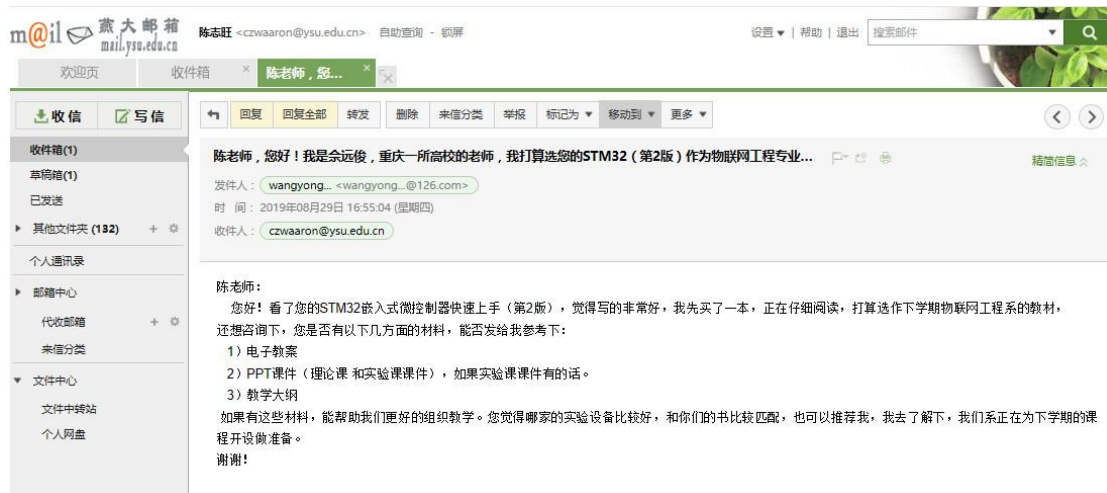 m@il 燕大邮箱
mail.ysu.edu.cn
陈志旺 <czwaaron@ysu.edu.cn> 自助查询 - 锁屏
设置 | 帮助 | 退出 搜索邮件
欢迎页 收件箱 陈老师，您...
收信 写信
回复 回复全部 转发 删除 来信分类 举报 标记为 移动到 更多
收件箱(1)
草稿箱(1)
已发送
其他文件夹 (132)
个人通讯录
邮箱中心
代收邮箱
来信分类
文件中心
文件中转站
个人网盘
陈老师，您好！我是佘远俊，重庆一所高校的老师，我打算选您的STM32（第2版）作为物联网工程专业...
精简信息
发件人： wangyong... <wangyong...@126.com>
时 间：2019年08月29日 16:55:04 (星期四)
收件人： czwaaron@ysu.edu.cn
陈老师：
您好！看了您的STM32嵌入式微控制器快速上手（第2版），觉得写的非常好，我先买了一本，正在仔细阅读，打算选作下学期物联网工程系的教材，
还想咨询下，您是否有以下几方面的材料，能否发给我参考下：
1）电子教案
2）PPT课件（理论课 和实验课课件），如果实验课课件有的话。
3）教学大纲
如果有这些材料，能帮助我们更好的组织教学。您觉得哪家的实验设备比较好，和你们的书比较匹配，也可以推荐我，我去了解下，我们系正在为下学期的课
程开设做准备。
谢谢！